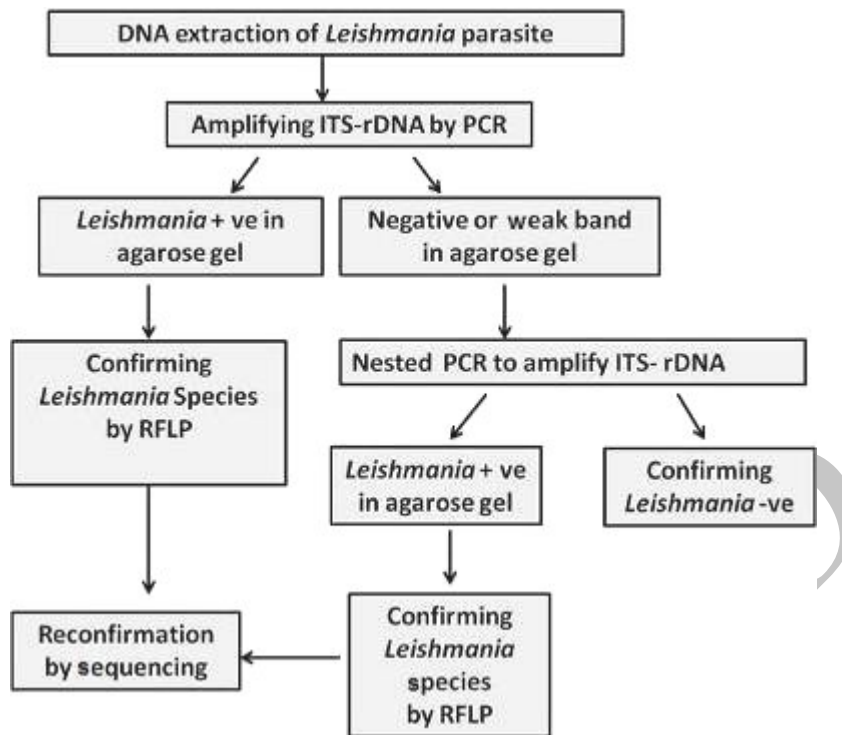 DNA extraction of Leishmania parasite
Amplifying ITS-rDNA by PCR
Leishmania + ve in
agarose gel
Negative or weak band
in agarose gel
Confirming
Leishmania Species
by RFLP
Nested PCR to amplify ITS- rDNA
Leishmania + ve
in agarose gel
Confirming
Leishmania -ve
Reconfirmation
by sequencing
Confirming
Leishmania
species
by RFLP